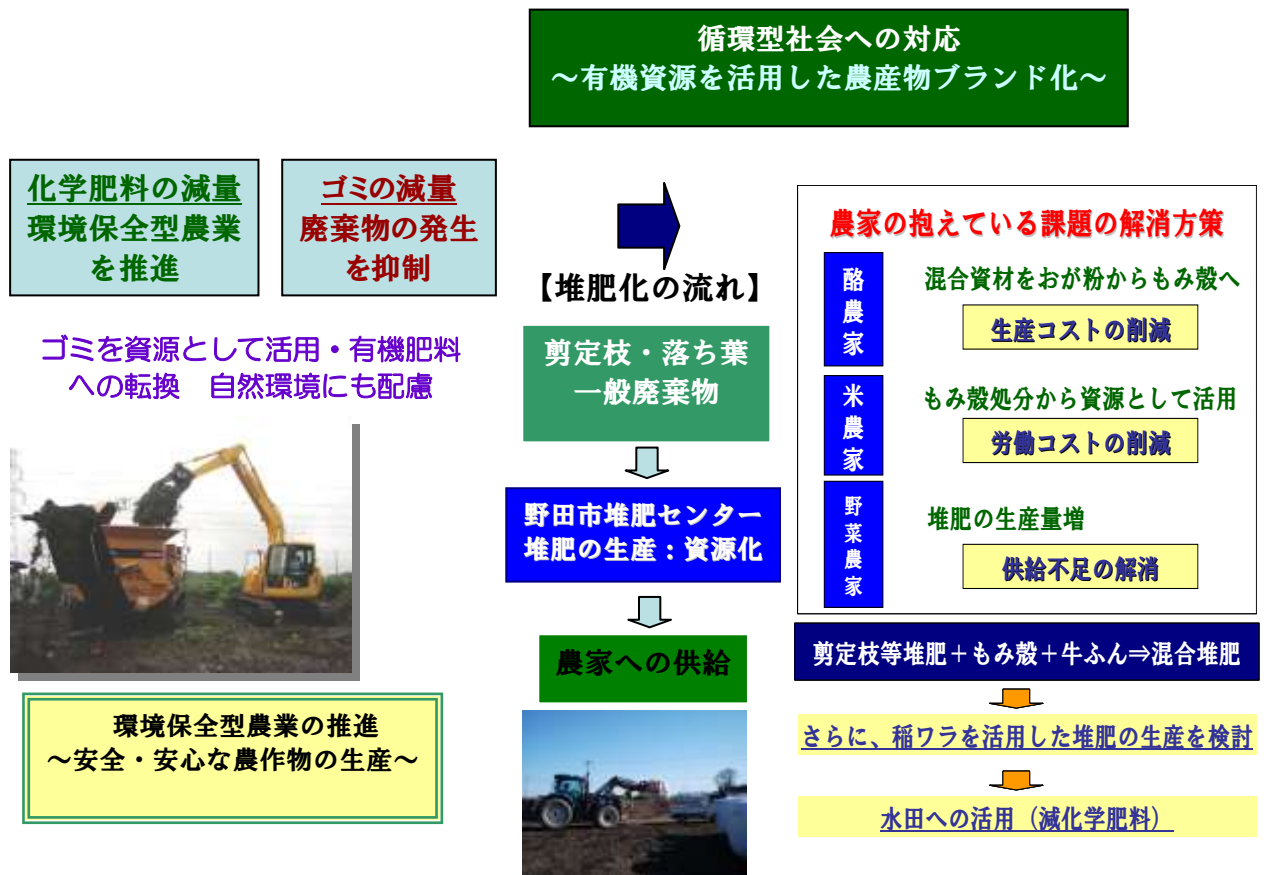 循環型社会への対応
～有機資源を活用した農産物ブランド化～
化学肥料の減量
環境保全型農業
を推進
ゴミの減量
廃棄物の発生
を抑制
ゴミを資源として活用・有機肥料
への転換　自然環境にも配慮
環境保全型農業の推進
～安全・安心な農作物の生産～
【堆肥化の流れ】
剪定枝・落ち葉
一般廃棄物
野田市堆肥センター
堆肥の生産：資源化
農家への供給
農家の抱えている課題の解消方策
酪農家
混合資材をおが粉からもみ殻へ
生産コストの削減
米農家
もみ殻処分から資源として活用
労働コストの削減
野菜農家
堆肥の生産量増
供給不足の解消
剪定枝等堆肥＋もみ殻＋牛ふん⇒混合堆肥
さらに、稲ワラを活用した堆肥の生産を検討
水田への活用（減化学肥料）